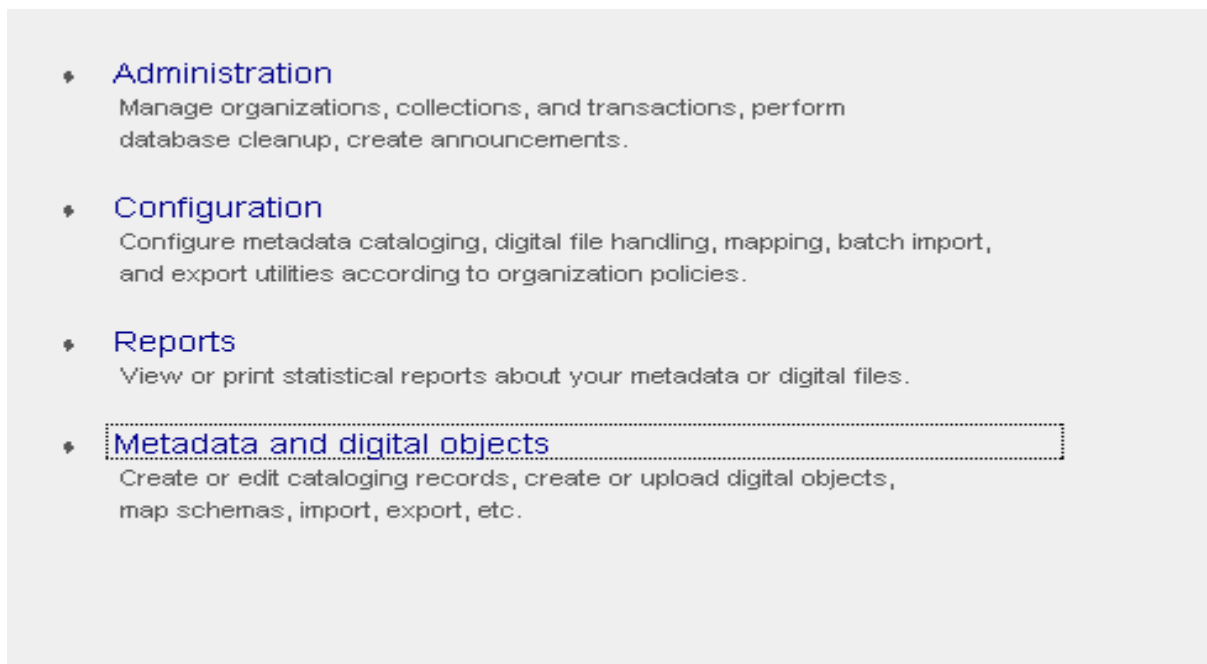 Administration
Manage organizations, collections, and transactions, perform
database cleanup, create announcements.
Configuration
Configure metadata cataloging, digital file handling, mapping, batch import,
and export utilities according to organization policies.
Reports
View or print statistical reports about your metadata or digital files.
Metadata and digital objects
Create or edit cataloging records, create or upload digital objects,
map schemas, import, export, etc.